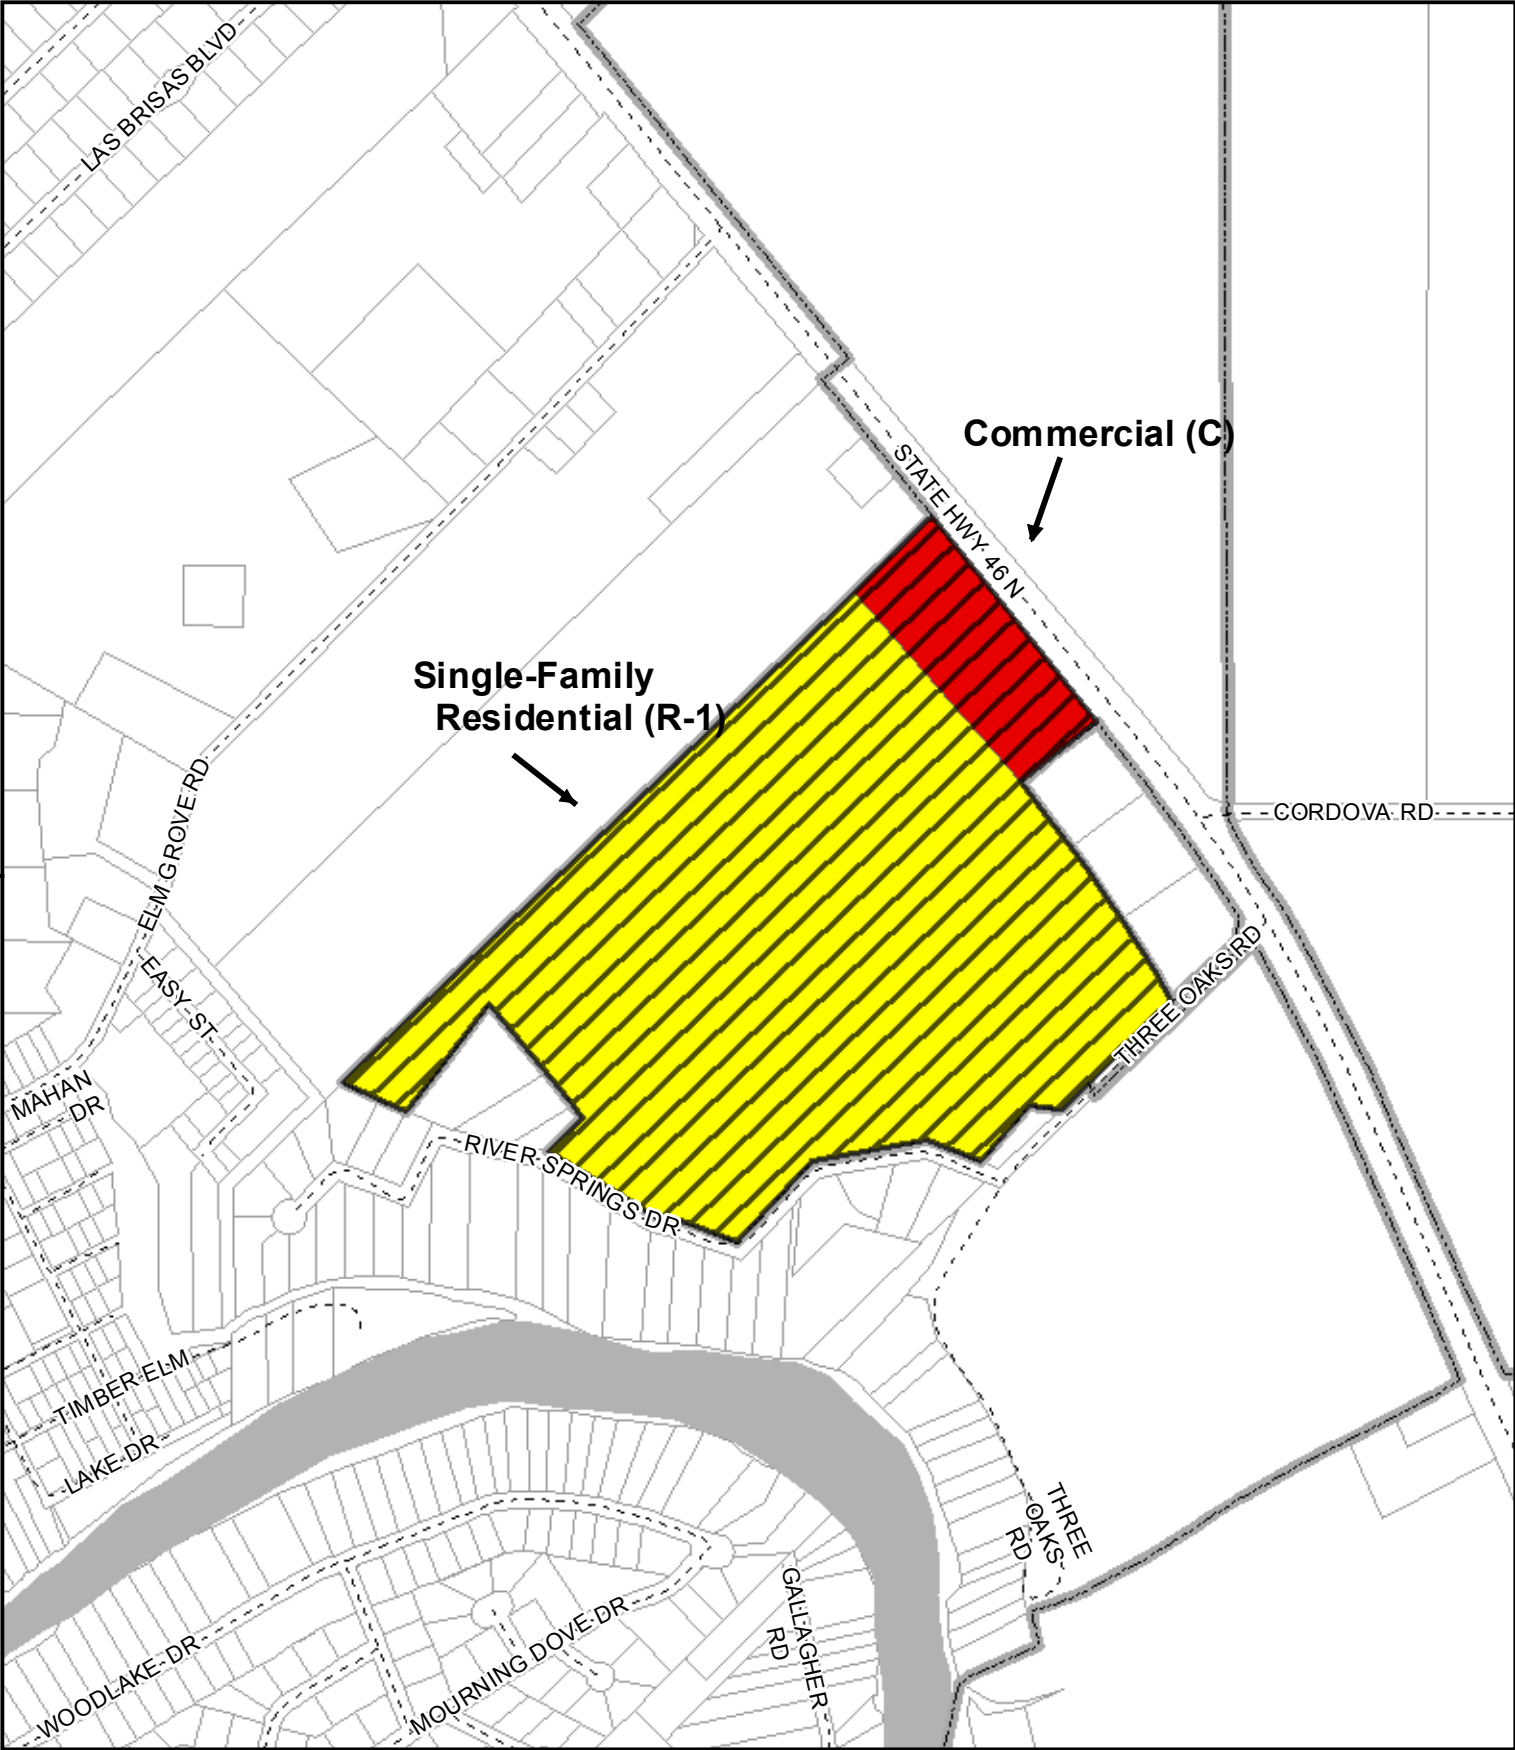 LAS BRISAS BLVD
Commercial (C)
STATE HWY 46 N
Single-Family
Residential (R-1)
CORDOVA RD
ELM GROVE RD
THREE OAKS RD
EASY ST
MAHAN
DR
RIVER SPRINGS DR
TIMBER ELM
LAKE DR
THREE
OAKS
RD
GALLAGHER
RD
MOURNING DOVE DR
WOODLAKE DR